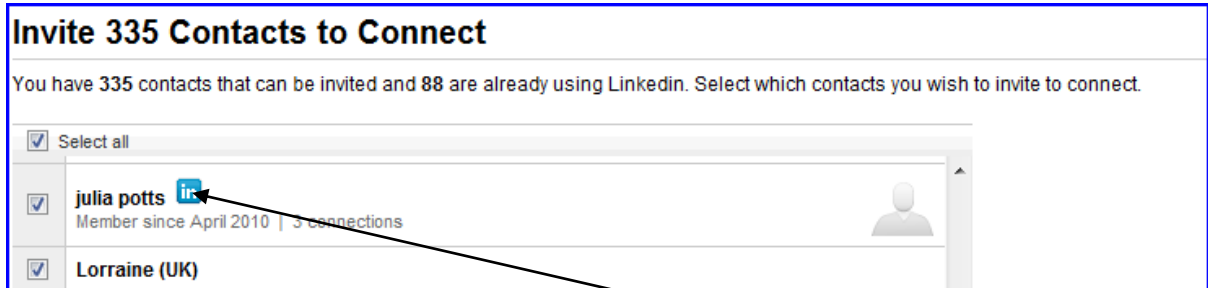 Invite 335 Contacts to Connect
You have 335 contacts that can be invited and 88 are already using Linkedin. Select which contacts you wish to invite to connect.
Select all
julia potts in
Member since April 2010 | 3 connections
Lorraine (UK)